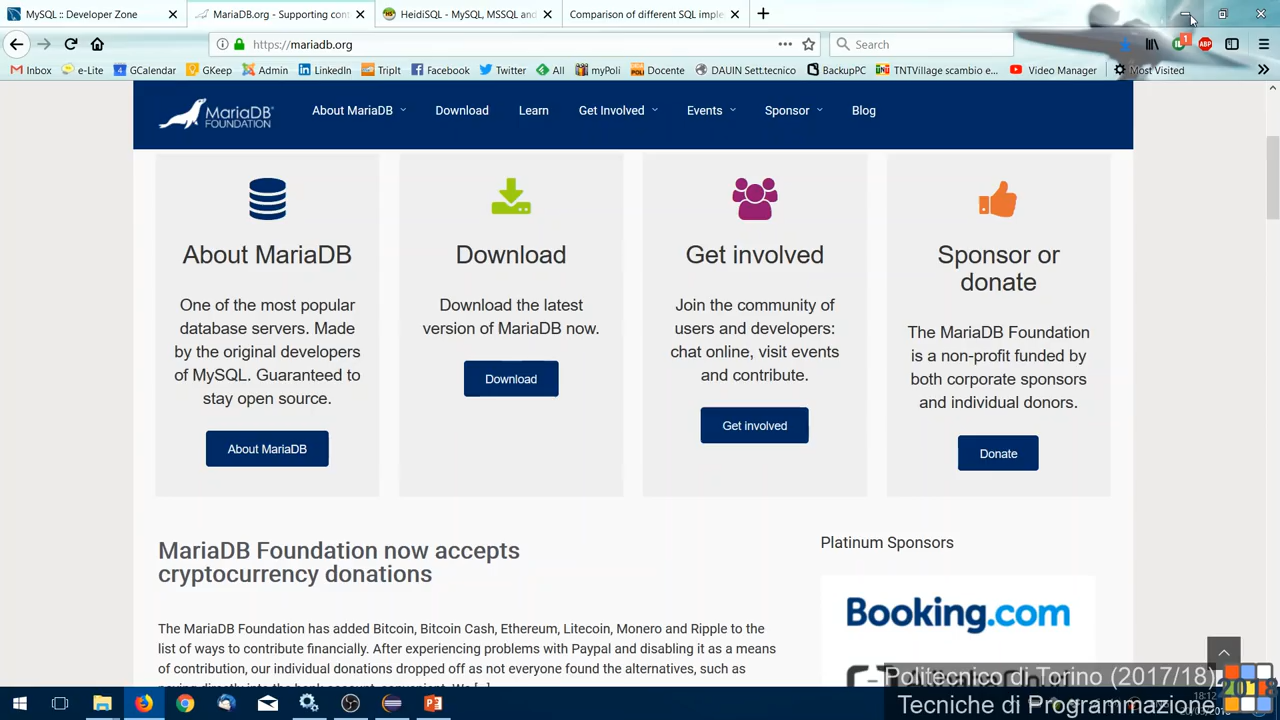 MySQL :: Developer Zone
MariaDB.org - Supporting cont
HeidiSQL - MySQL, MSSQL and
Comparison of different SQL imple
https://mariadb.org
Search
1
ABP
Inbox
e-Lite
GCalendar
GKeep
Admin
LinkedIn
TripIt
Facebook
Twitter
All
myPoli
Docente
DAUIN Sett.tecnico
BackupPC
TNTVillage scambio e...
Video Manager
Most Visited
MariaDB
FOUNDATION
About MariaDB
Download
Learn
Get Involved
Events
Sponsor
Blog
About MariaDB
One of the most popular
database servers. Made
by the original developers
of MySQL. Guaranteed to
stay open source.
About MariaDB
Download
Download the latest
version of MariaDB now.
Download
Get involved
Join the community of
users and developers:
chat online, visit events
and contribute.
Get involved
Sponsor or
donate
The MariaDB Foundation
is a non-profit funded by
both corporate sponsors
and individual donors.
Donate
MariaDB Foundation now accepts
cryptocurrency donations
The MariaDB Foundation has added Bitcoin, Bitcoin Cash, Ethereum, Litecoin, Monero and Ripple to the
list of ways to contribute financially. After experiencing problems with Paypal and disabling it as a means
of contribution, our individual donations dropped off as not everyone found the alternatives, such as
Platinum Sponsors
Booking.com
Politecnico di Torino (2017/18)
Tecniche di Programmazione
18:12
2018